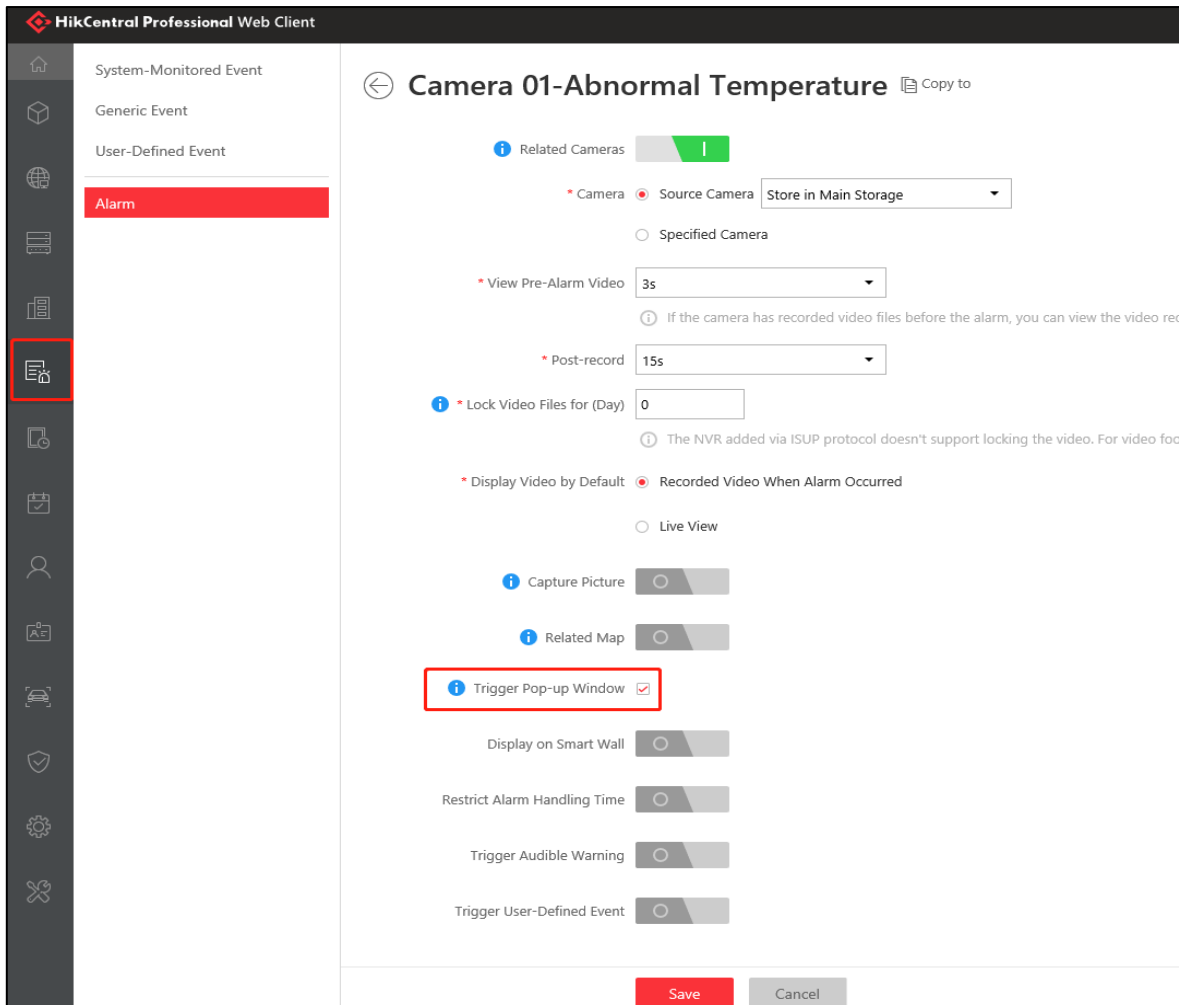 HikCentral Professional Web Client
System-Monitored Event
Generic Event
User-Defined Event
Alarm
Camera 01-Abnormal Temperature Copy to
Related Cameras
* Camera Source Camera Store in Main Storage
Specified Camera
* View Pre-Alarm Video 3s
If the camera has recorded video files before the alarm, you can view the video rec
* Post-record 15s
* Lock Video Files for (Day) 0
The NVR added via ISUP protocol doesn't support locking the video. For video foo
* Display Video by Default Recorded Video When Alarm Occurred
Live View
Capture Picture
Related Map
Trigger Pop-up Window
Display on Smart Wall
Restrict Alarm Handling Time
Trigger Audible Warning
Trigger User-Defined Event
Save Cancel